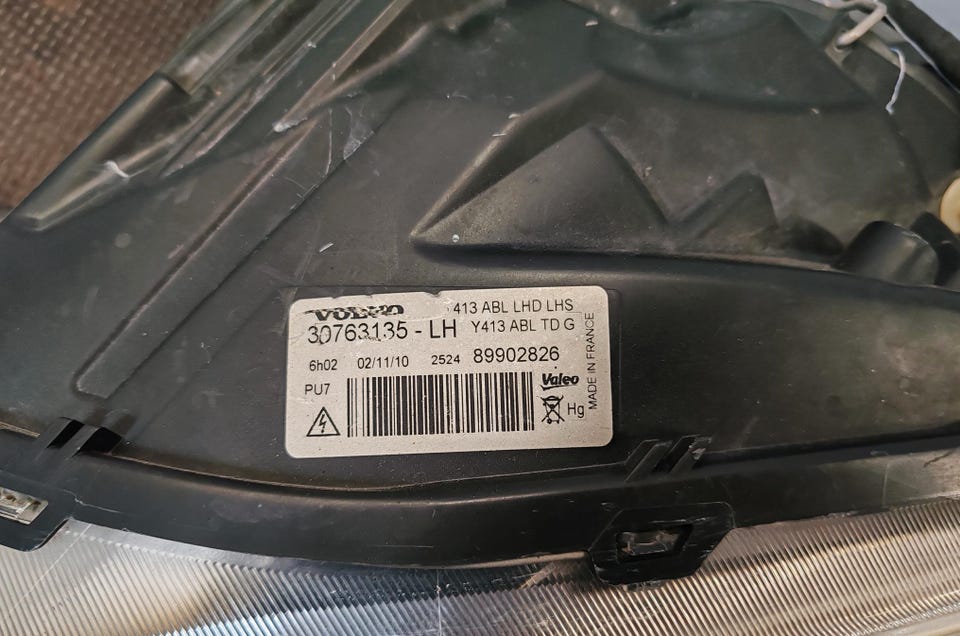 VOLVO
413 ABL LHD LHS
30763135 - LH Y413 ABL TD G
6h02 02/11/10 2524 89902826
PU7
Valeo
Hg
MADE IN FRANCE